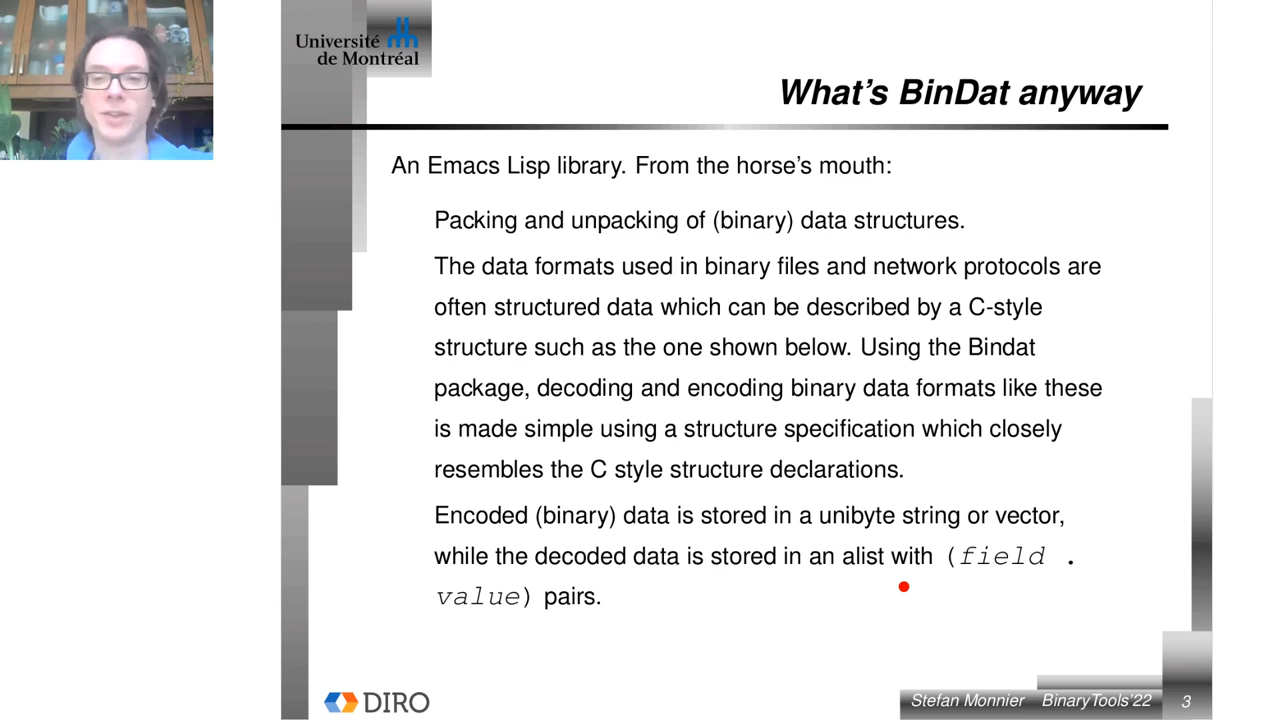 Université
de Montréal
What's BinDat anyway
An Emacs Lisp library. From the horse's mouth:
Packing and unpacking of (binary) data structures.
The data formats used in binary files and network protocols are
often structured data which can be described by a C-style
structure such as the one shown below. Using the Bindat
package, decoding and encoding binary data formats like these
is made simple using a structure specification which closely
resembles the C style structure declarations.
Encoded (binary) data is stored in a unibyte string or vector,
while the decoded data is stored in an alist with (field .
value) pairs.
DIRO
Stefan Monnier BinaryTools'22 3